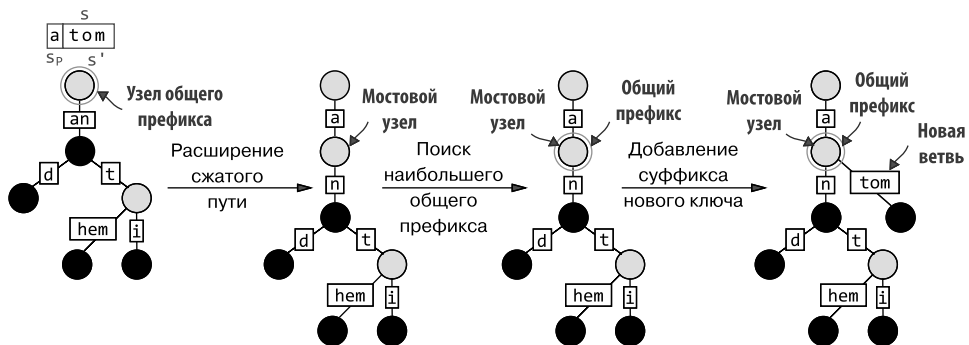 s
a tom
sP s'
Узел общего
префикса
an
d t
hem i
Расширение
сжатого
пути
Мостовой
узел
a
n
d t
hem i
Поиск
наибольшего
общего
префикса
Мостовой
узел
Общий
префикс
a
n
d t
hem i
Добавление
суффикса
нового ключа
Мостовой
узел
Общий
префикс
Новая
ветвь
a
tom
n
d t
hem i